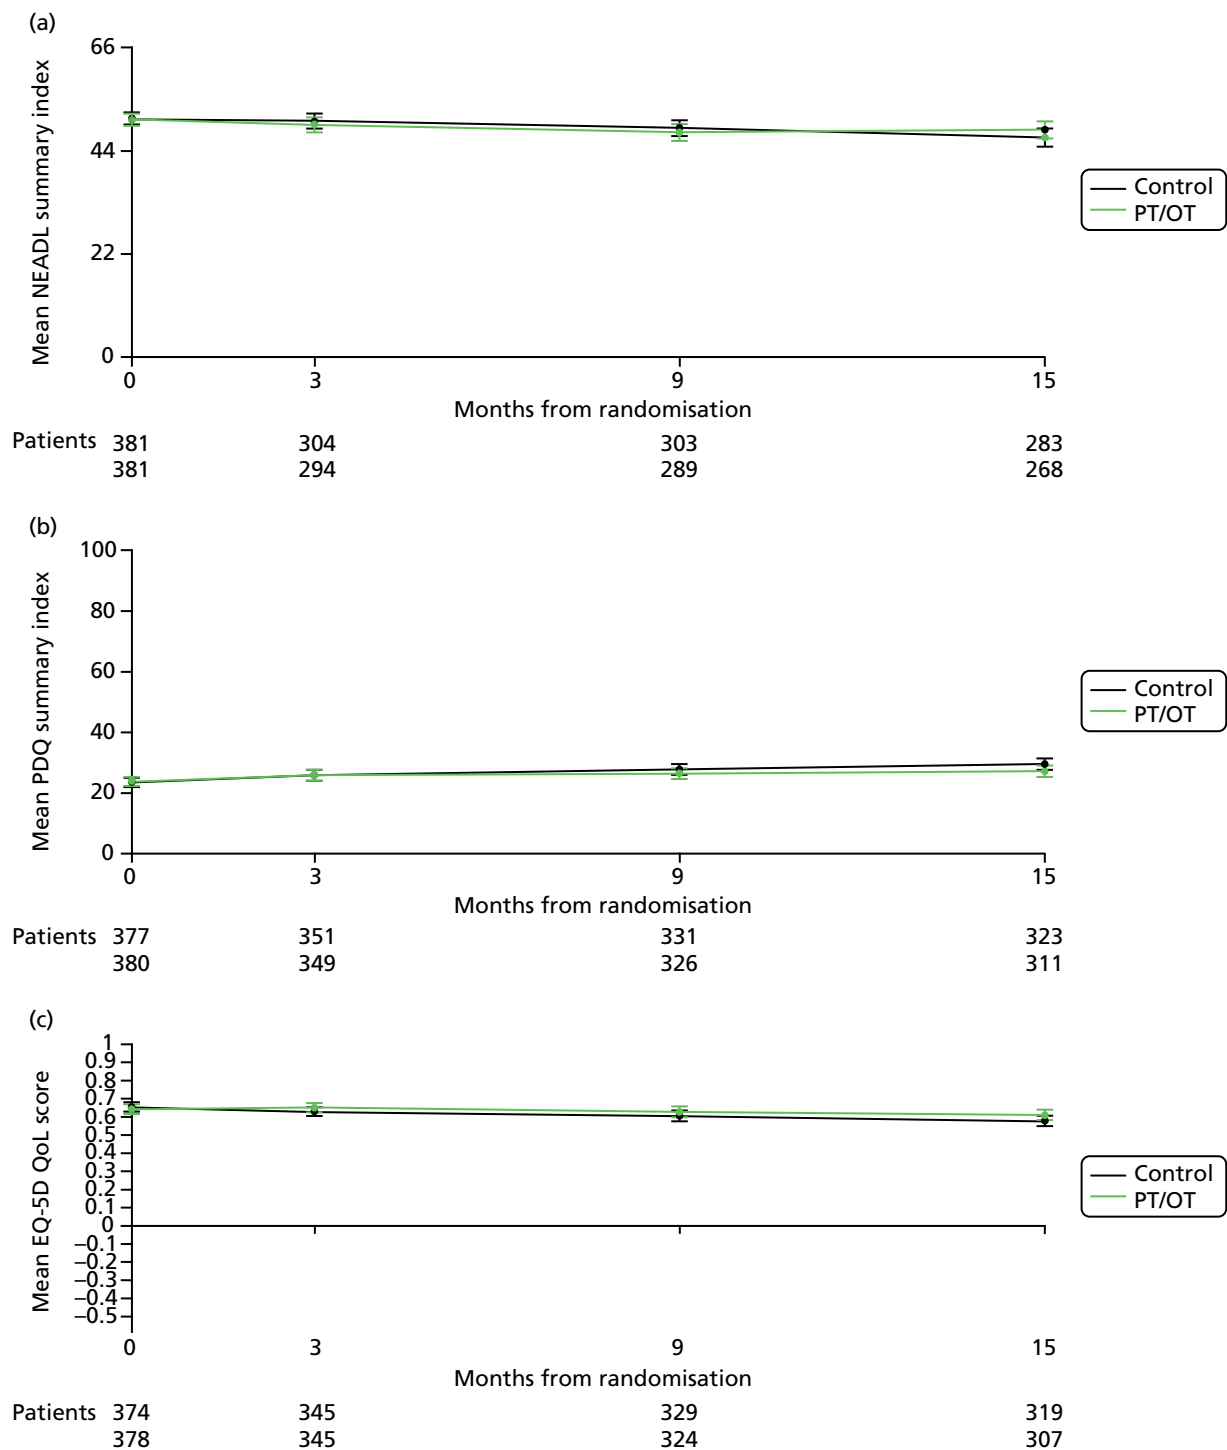 (a)
66
44
22
0
Mean NEADL summary index
0 3 9 15
Months from randomisation
Patients 381 304 303 283
381 294 289 268
Control
PT/OT
(b)
100
80
60
40
20
0
Mean PDQ summary index
0 3 9 15
Months from randomisation
Patients 377 351 331 323
380 349 326 311
Control
PT/OT
(c)
1
0.9
0.8
0.7
0.6
0.5
0.4
0.3
0.2
0.1
0
–0.1
–0.2
–0.3
–0.4
–0.5
Mean EQ-5D QoL score
0 3 9 15
Months from randomisation
Patients 374 345 329 319
378 345 324 307
Control
PT/OT